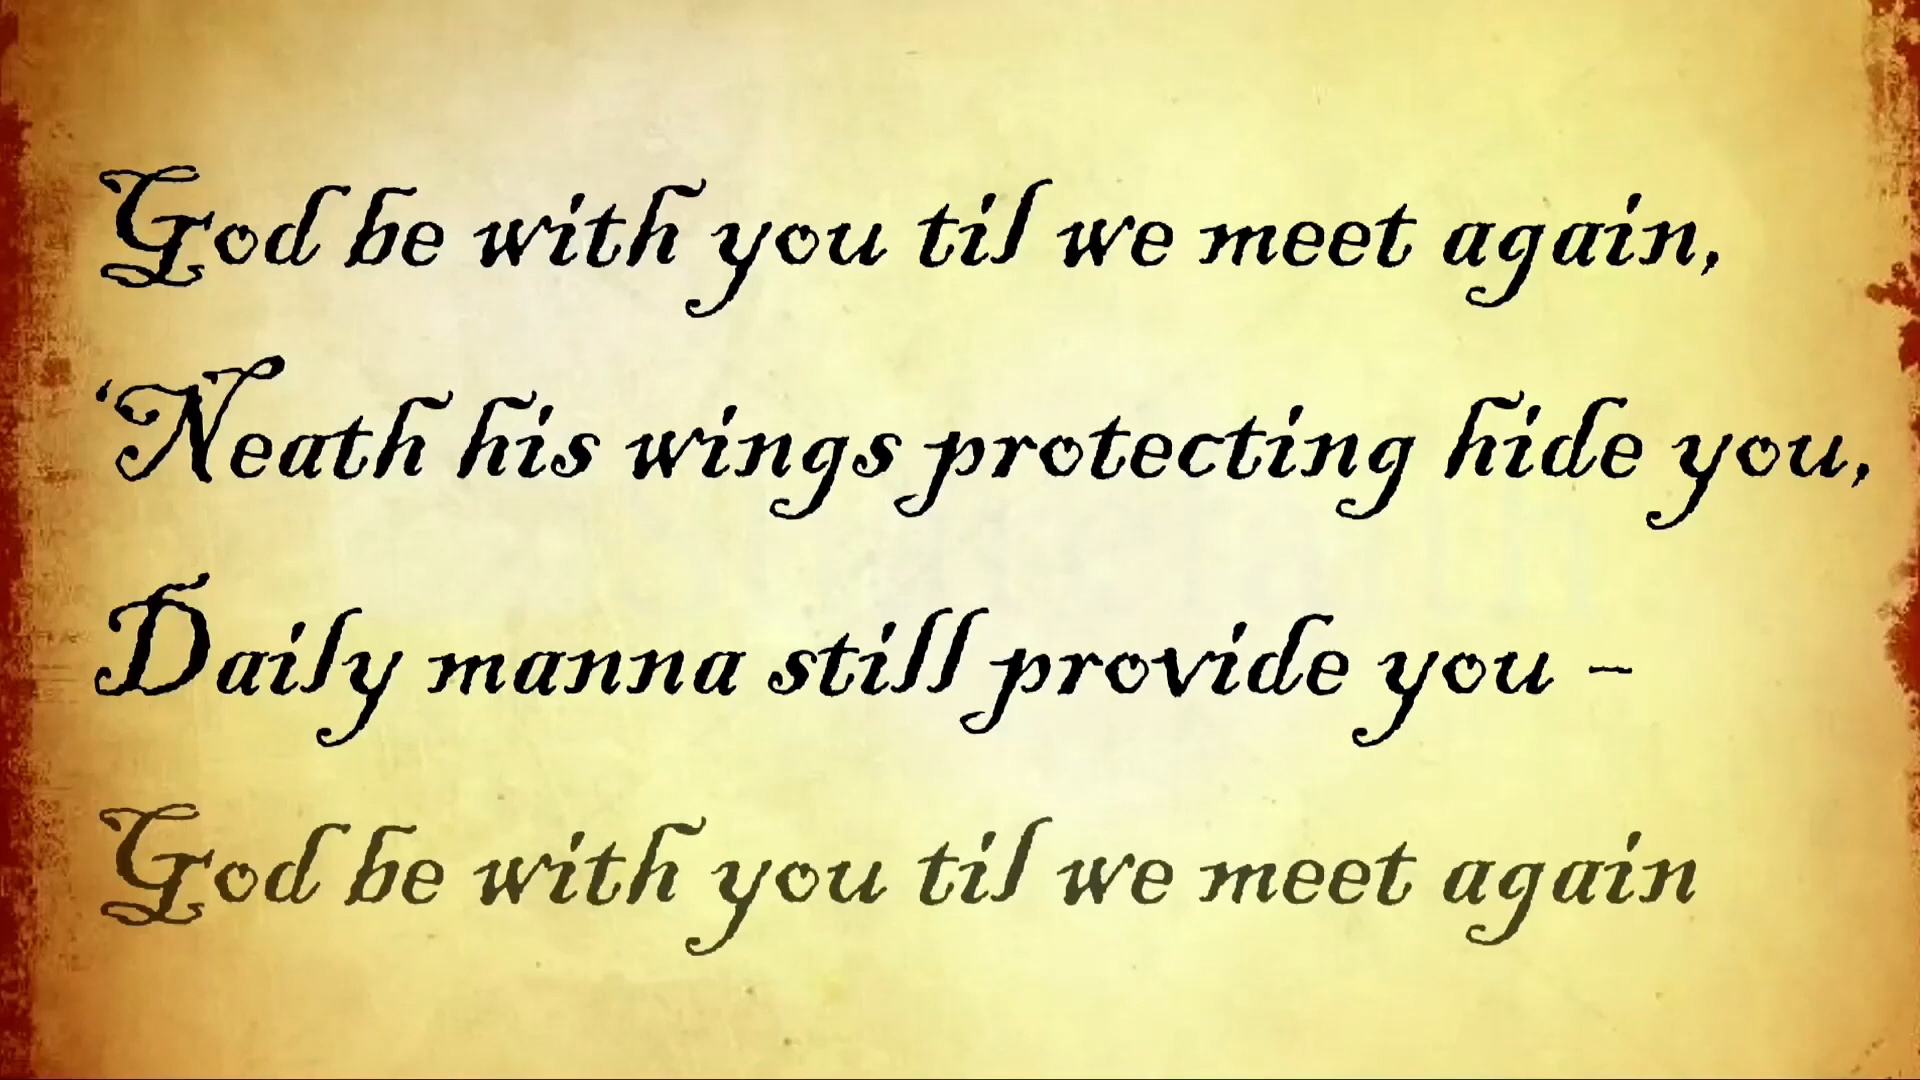 God be with you til we meet again,
‘Neath his wings protecting hide you,
Daily manna still provide you –
God be with you til we meet again